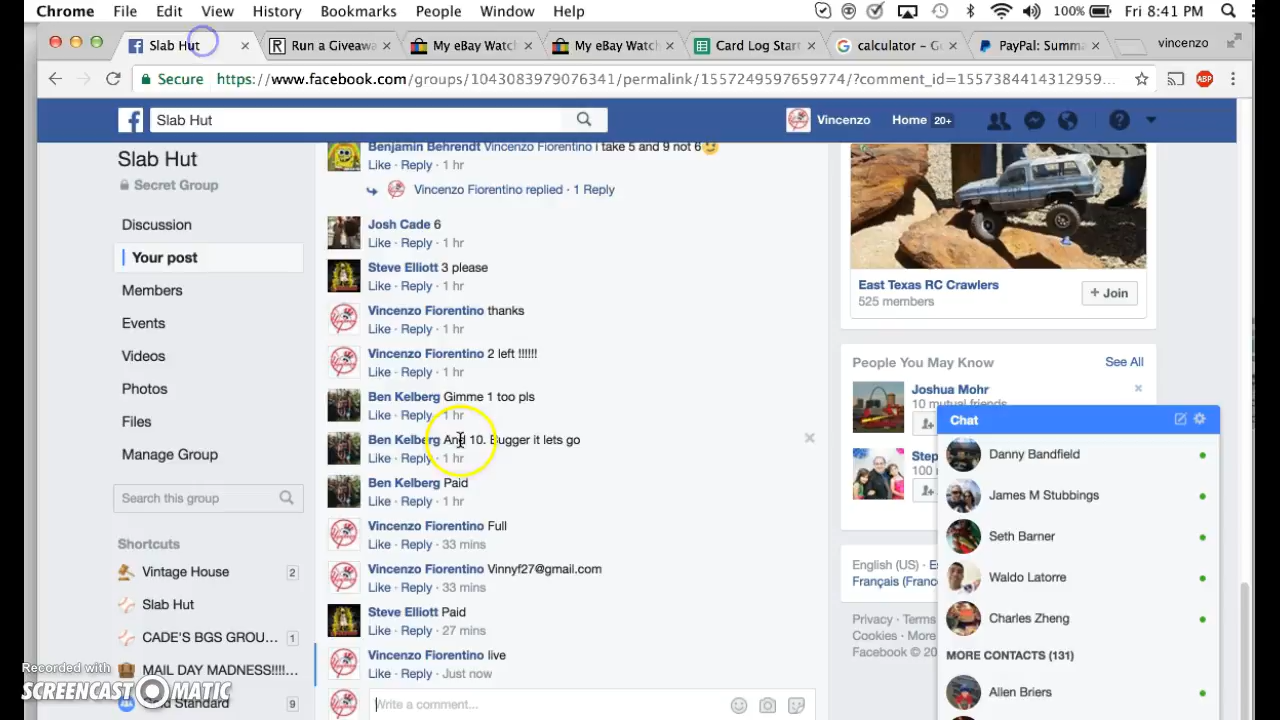 Chrome File Edit View History Bookmarks People Window Help 100% Fri 8:41 PM
Slab Hut × R Run a Giveaw × My eBay Watch × My eBay Watch × Card Log Star × calculaor – G × PayPal: Summa × vincenzo
Secure https://www.facebook.com/groups/1043083979076341/permalink/1557249597659774/?comment_id=1557384414312959... ABP
Slab Hut Vincenzo Home 20+
Slab Hut
Secret Group
Discussion
Your post
Members
Events
Videos
Photos
Files
Manage Group
Search this group
Shortcuts
Vintage House 2
Slab Hut
CADE'S BGS GROU... 1
MAIL DAY MADNESS!!!!...
Standard 9
Benjamin Behrendt Vincenzo Fiorentino i take 5 and 9 not 6
Like · Reply · 1 hr
Vincenzo Fiorentino replied · 1 Reply
Josh Cade 6
Like · Reply · 1 hr
Steve Elliott 3 please
Like · Reply · 1 hr
Vincenzo Fiorentino thanks
Like · Reply · 1 hr
Vincenzo Fiorentino 2 left !!!!!!
Like · Reply · 1 hr
Ben Kelberg Gimme 1 too pls
Like · Reply · 1 hr
Ben Kelberg And 10. Bugger it lets go
Like · Reply · 1 hr
Ben Kelberg Paid
Like · Reply · 1 hr
Vincenzo Fiorentino Full
Like · Reply · 33 mins
Vincenzo Fiorentino Vinnyf27@gmail.com
Like · Reply · 33 mins
Steve Elliott Paid
Like · Reply · 27 mins
Vincenzo Fiorentino live
Like · Reply · Just now
Write a comment...
East Texas RC Crawlers
525 members
+ Join
People You May Know See All
Joshua Mohr
10 mutual friends
Step
100
English (US) ·
Français (Franc
Privacy · Terms
Cookies · More
Facebook © 20
Chat
Danny Bandfield
James M Stubbings
Seth Barner
Waldo Latorre
Charles Zheng
MORE CONTACTS (131)
Allen Briers
Recorded with
SCREENCAST MATIC